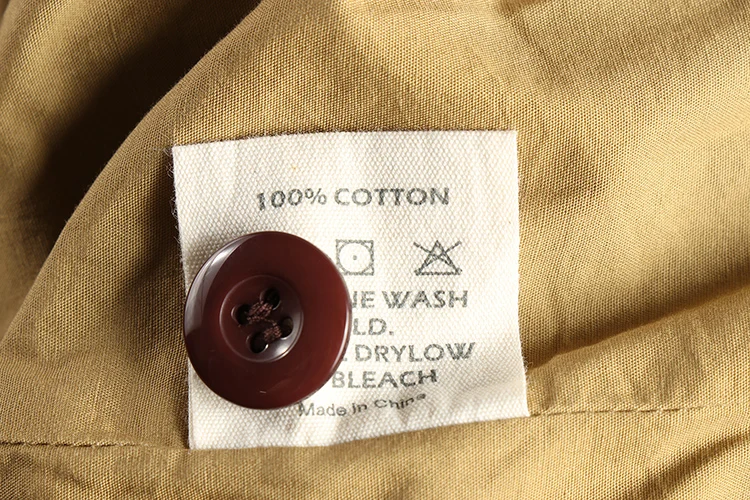 100% COTTON
NE WASH
LD.
DRYLOW
BLEACH
Made in China